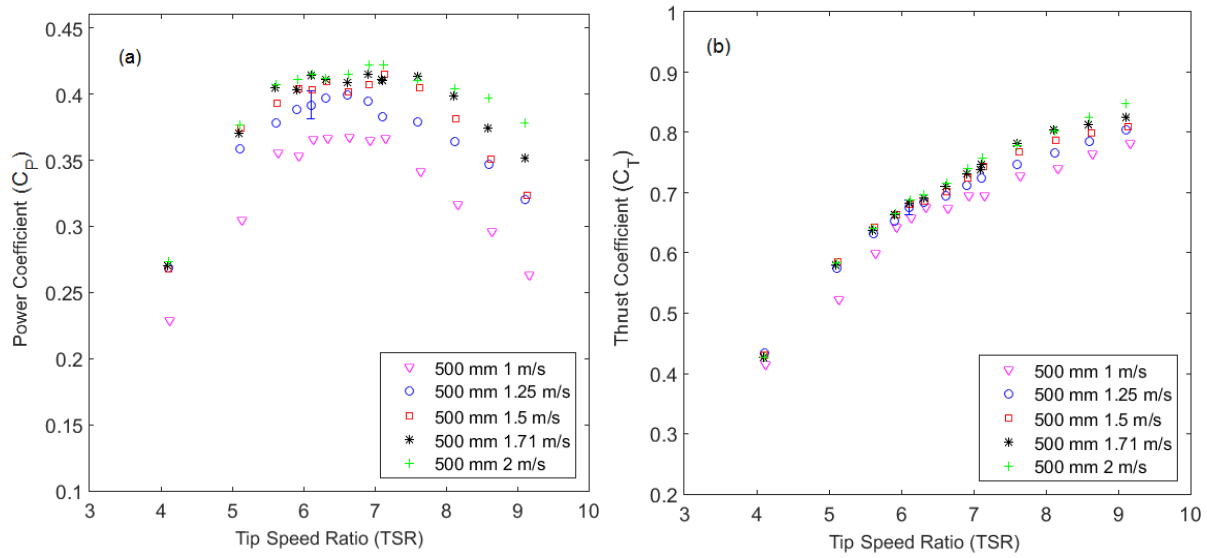 (a)
Power Coefficient (C_P)
0.45
0.4
0.35
0.3
0.25
0.2
0.15
0.1
3 4 5 6 7 8 9 10
Tip Speed Ratio (TSR)
500 mm 1 m/s
500 mm 1.25 m/s
500 mm 1.5 m/s
500 mm 1.71 m/s
500 mm 2 m/s
(b)
Thrust Coefficient (C_T)
1
0.9
0.8
0.7
0.6
0.5
0.4
0.3
0.2
3 4 5 6 7 8 9 10
Tip Speed Ratio (TSR)
500 mm 1 m/s
500 mm 1.25 m/s
500 mm 1.5 m/s
500 mm 1.71 m/s
500 mm 2 m/s